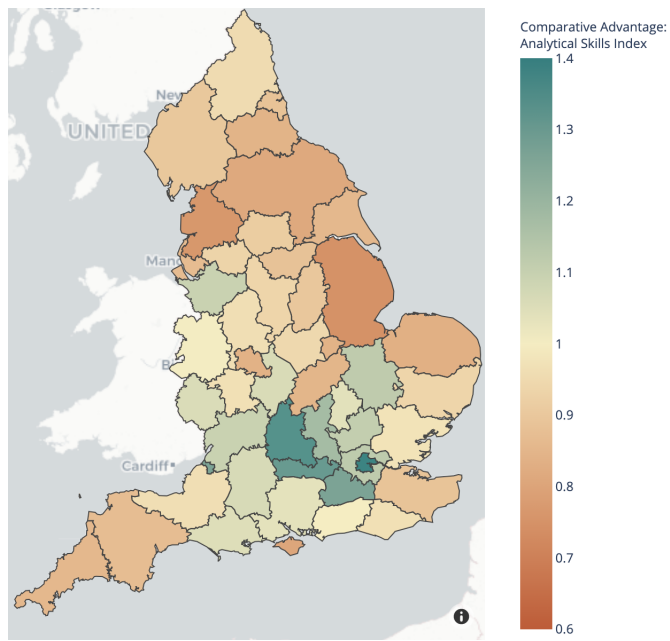 Comparative Advantage:
Analytical Skills Index
1.4
1.3
1.2
1.1
1
0.9
0.8
0.7
0.6
New
UNITED
Man
Cardiff
i